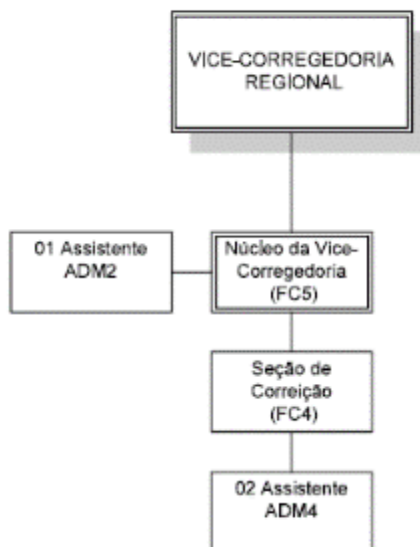 VICE-CORREGEDORIA
REGIONAL
01 Assistente
ADM2
Núcleo da Vice-
Corregedoria
(FC5)
Seção de
Correição
(FC4)
02 Assistente
ADM4